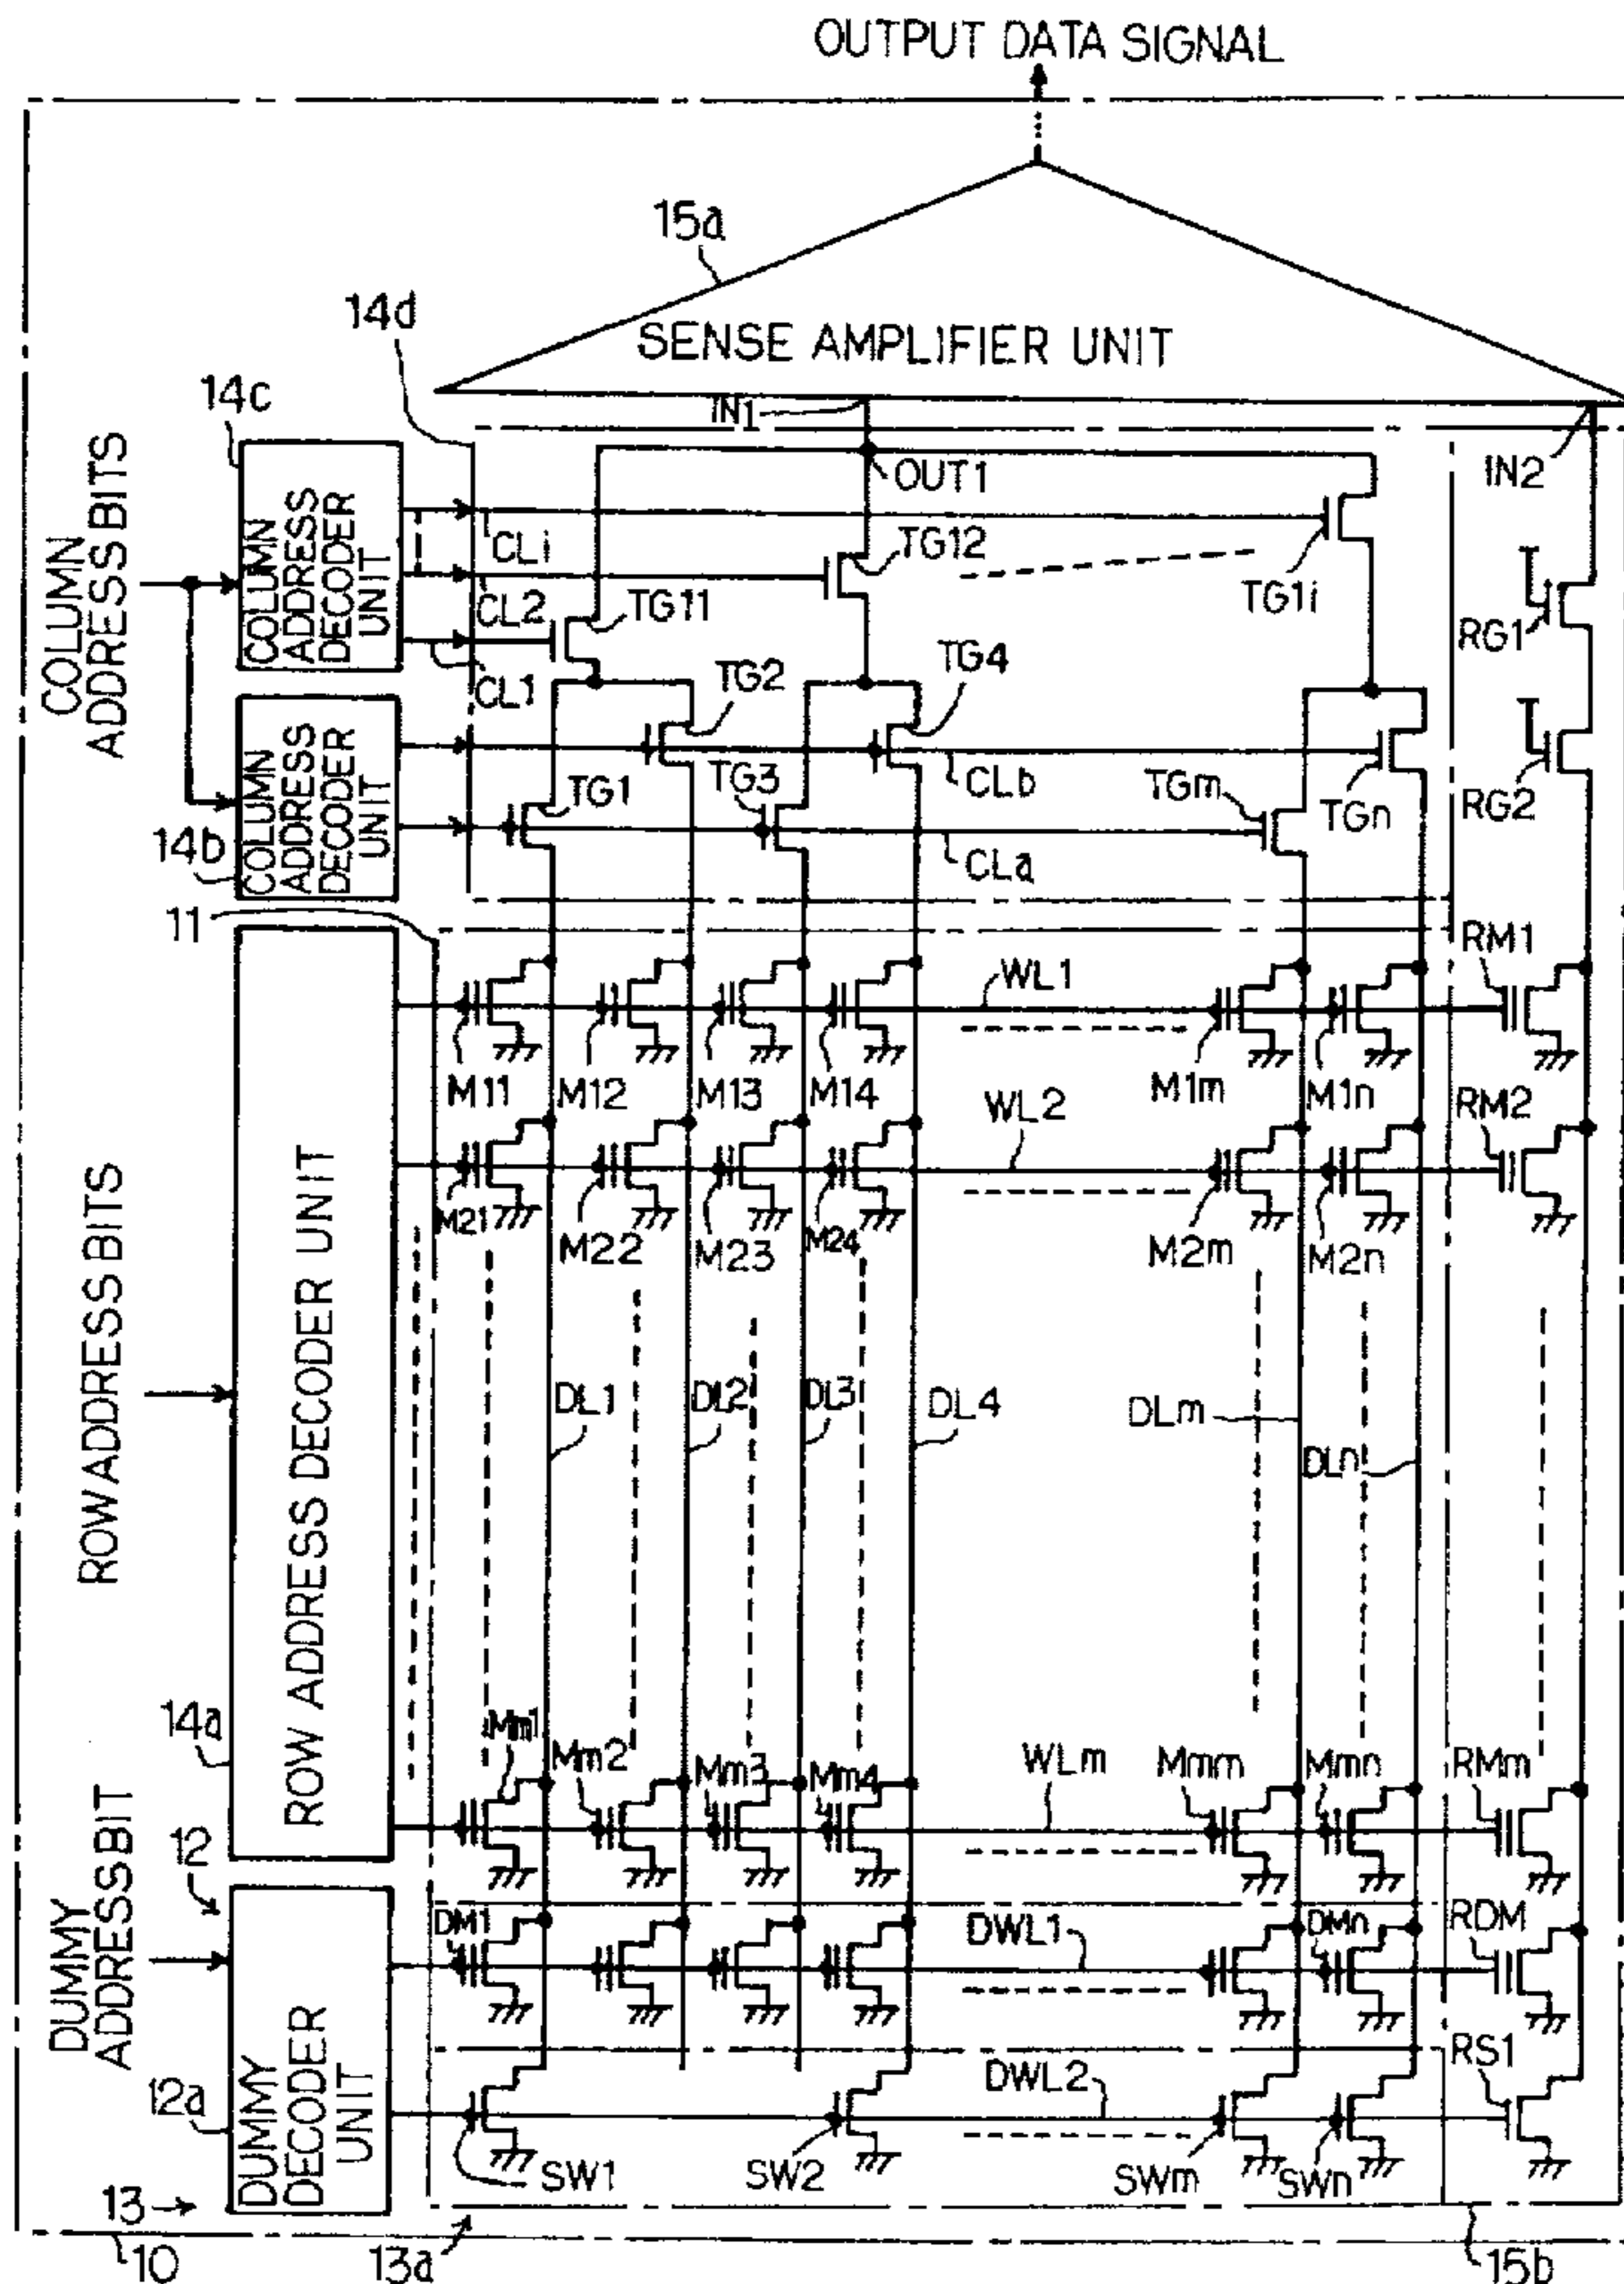 OUTPUT DATA SIGNAL
15a
14d
SENSE AMPLIFIER UNIT
14c
IN1
IN2
OUT1
COLUMN
ADDRESS BITS
COLUMN
ADDRESS
DECODER
UNIT
CLi
TG12
TG1i
CL2
TG11
RG1
CL1
TG2
TG4
COLUMN
ADDRESS
DECODER
UNIT
TG1
TG3
CLb
TGm
TGn
RG2
14b
CLa
11
RM1
WL1
M11
M12
M13
M14
M1m
M1n
WL2
RM2
M21
M22
M23
M24
M2m
M2n
ROW ADDRESS BITS
ROW ADDRESS DECODER UNIT
DL1
DL2
DL3
DL4
DLm
DLn
14a
Mm1
Mm2
Mm3
Mm4
WLm
Mmm
Mmn
RMm
12
DUMMY
ADDRESS BIT
DM1
DWL1
DMn
RDM
DUMMY
DECODER
UNIT
12a
DWL2
RS1
SW1
SW2
SWm
SWn
13
10
13a
15b